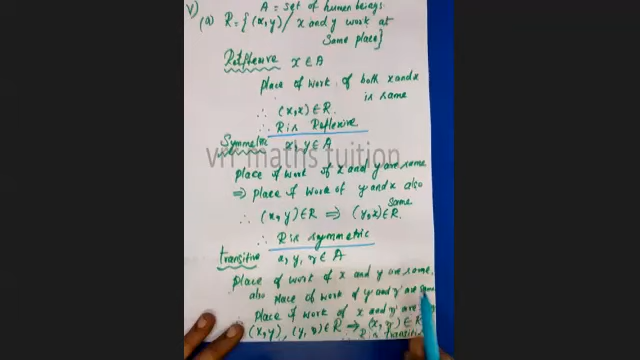 V) A = set of human beings
(a) R = {(x,y) / x and y work at
same place}
Reflexive x ∈ A
place of work of both x and x
is same
∴ (x,x) ∈ R.
∴ R is Reflexive
Symmetric x, y ∈ A
place of work of x and y are same
⇒ place of work of y and x also
same
∴ (x,y) ∈ R ⇒ (y,x) ∈ R.
∴ R is symmetric
transitive x, y, z ∈ A
place of work of x and y are same.
also place of work of y and z are same
∴ place of work of x and z are
(x,y), (y,z) ∈ R ⇒ (x,z) ∈ R
∴ R is transitive
maths tuition